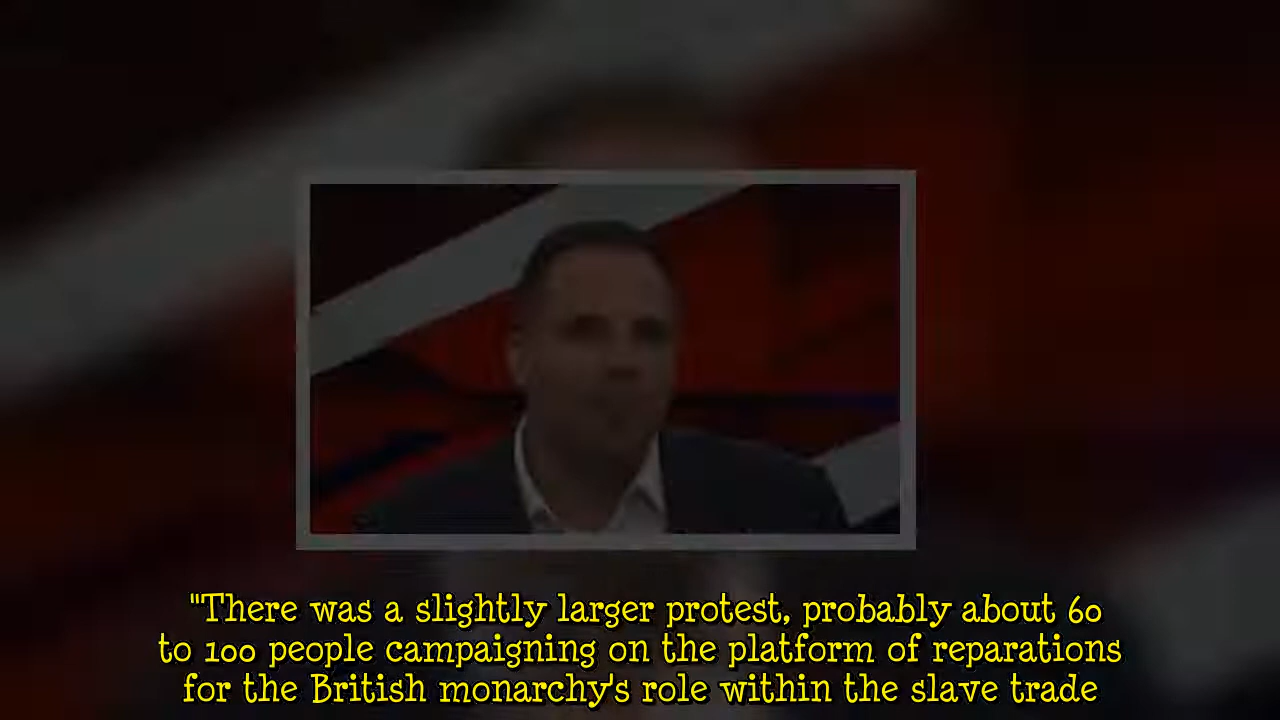 "There was a slightly larger protest, probably about 60
to 100 people campaigning on the platform of reparations
for the British monarchy's role within the slave trade